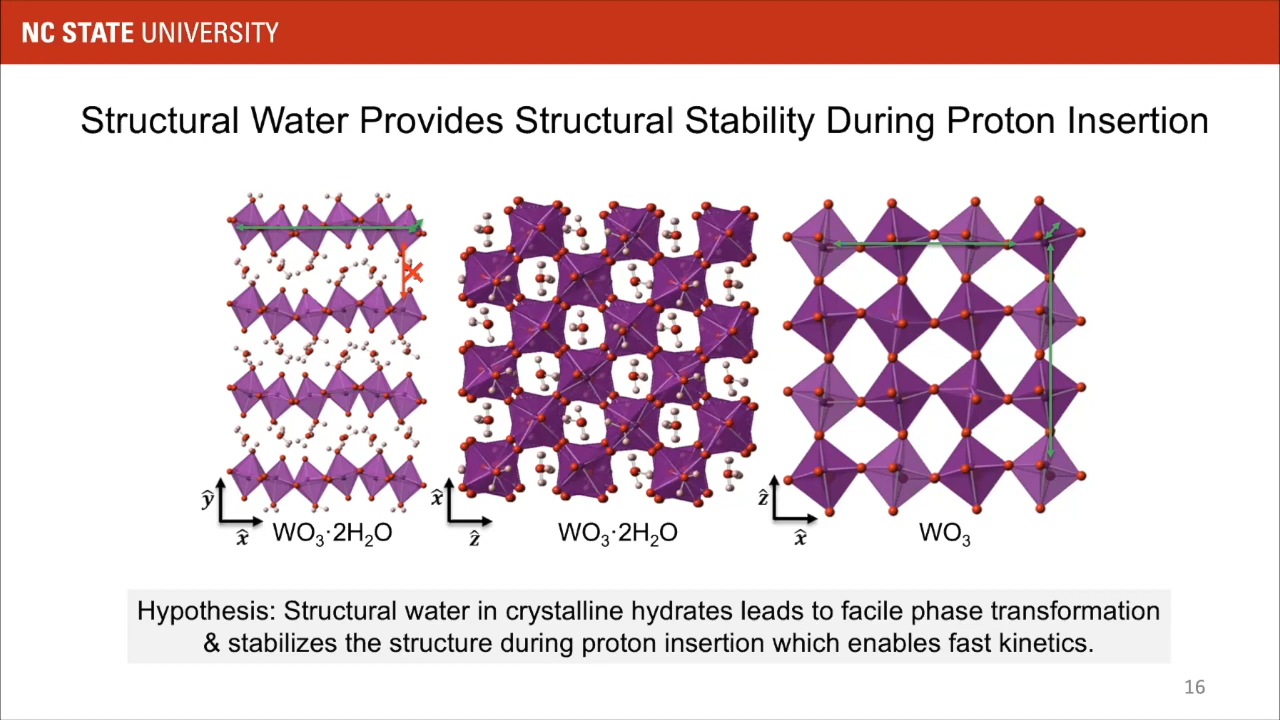 NC STATE UNIVERSITY
Structural Water Provides Structural Stability During Proton Insertion
ŷ
x̂
WO₃·2H₂O
x̂
ẑ
WO₃·2H₂O
ẑ
x̂
WO₃
Hypothesis: Structural water in crystalline hydrates leads to facile phase transformation
& stabilizes the structure during proton insertion which enables fast kinetics.
16